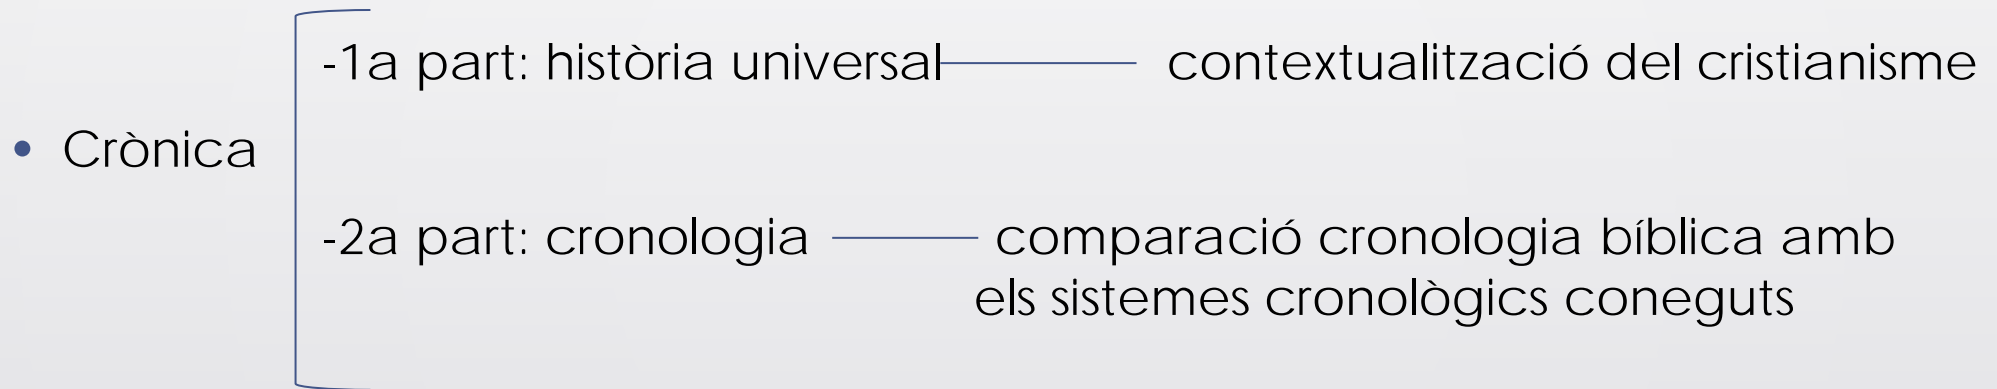 -1a part: història universal contextualització del cristianisme
• Crònica
-2a part: cronologia comparació cronologia bíblica amb
els sistemes cronològics coneguts